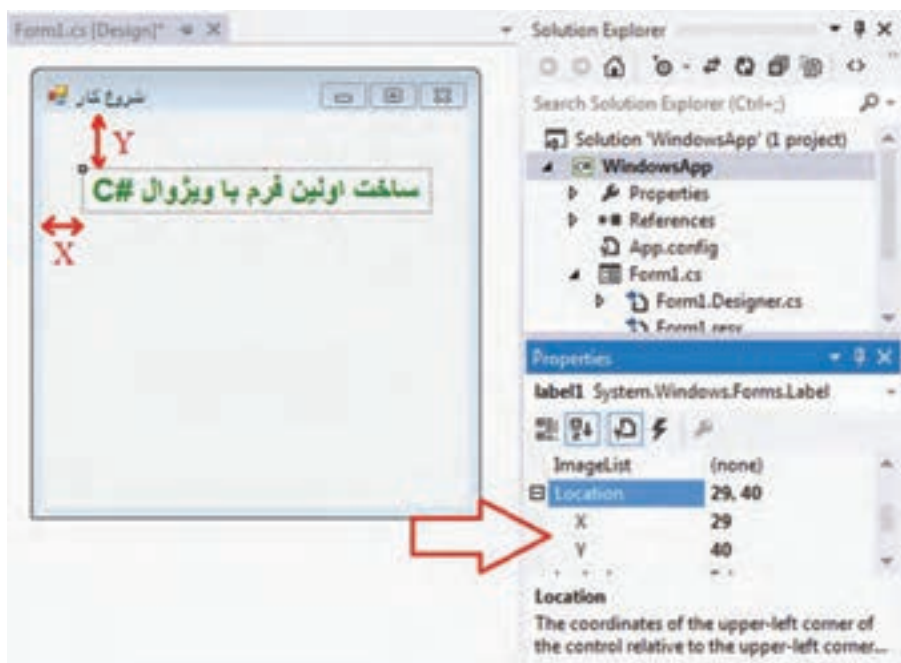 Form1.cs [Design]*
شروع کار
Y
ساخت اولین فرم با ویژوال C#
X
Solution Explorer
Search Solution Explorer (Ctrl+;)
Solution 'WindowsApp' (1 project)
WindowsApp
Properties
References
App.config
Form1.cs
Form1.Designer.cs
Form1.resx
Properties
label1 System.Windows.Forms.Label
ImageList (none)
Location 29, 40
X 29
Y 40
Location
The coordinates of the upper-left corner of
the control relative to the upper-left corner...